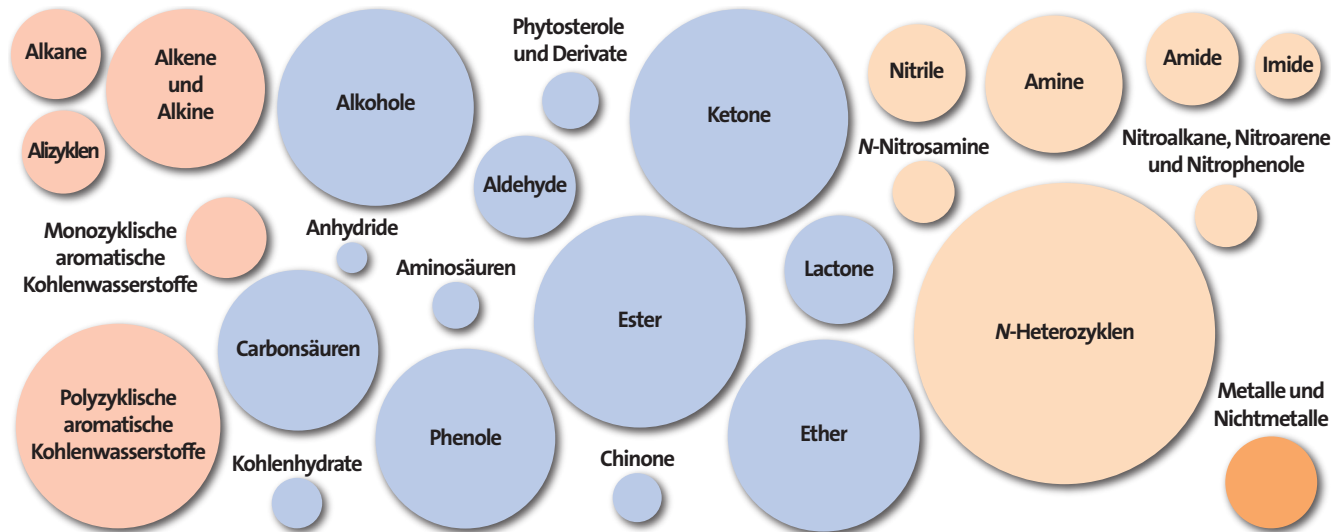 Alkane
Alkene
und
Alkine
Alizyklen
Monozyklische
aromatische
Kohlenwasserstoffe
Polyzyklische
aromatische
Kohlenwasserstoffe
Alkohole
Phytosterole
und Derivate
Aldehyde
Ketone
Anhydride
Aminosäuren
Carbonsäuren
Ester
Lactone
Phenole
Ether
Kohlenhydrate
Chinone
Nitrile
Amine
Amide
Imide
N-Nitrosamine
Nitroalkane, Nitroarene
und Nitrophenole
N-Heterozyklen
Metalle und
Nichtmetalle